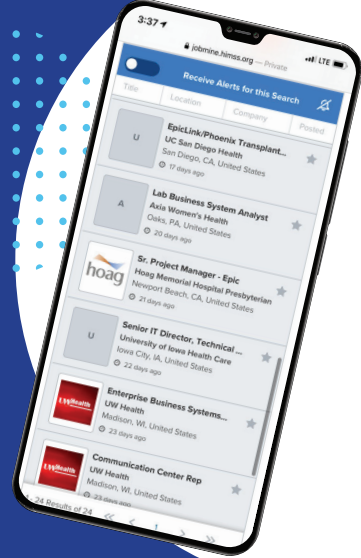 3:37
LTE
jobmine.himss.org — Private
Receive Alerts for this Search
Title Location Company Posted
U
EpicLink/Phoenix Transplant...
UC San Diego Health
San Diego, CA, United States
17 days ago
A
Lab Business System Analyst
Axia Women's Health
Oaks, PA, United States
20 days ago
hoag
Sr. Project Manager - Epic
Hoag Memorial Hospital Presbyterian
Newport Beach, CA, United States
21 days ago
U
Senior IT Director, Technical ...
University of Iowa Health Care
Iowa City, IA, United States
22 days ago
UWHealth
Enterprise Business Systems...
UW Health
Madison, WI, United States
23 days ago
UWHealth
Communication Center Rep
UW Health
Madison, WI, United States
23 days ago
- 24 Results of 24 << < 1 > >>